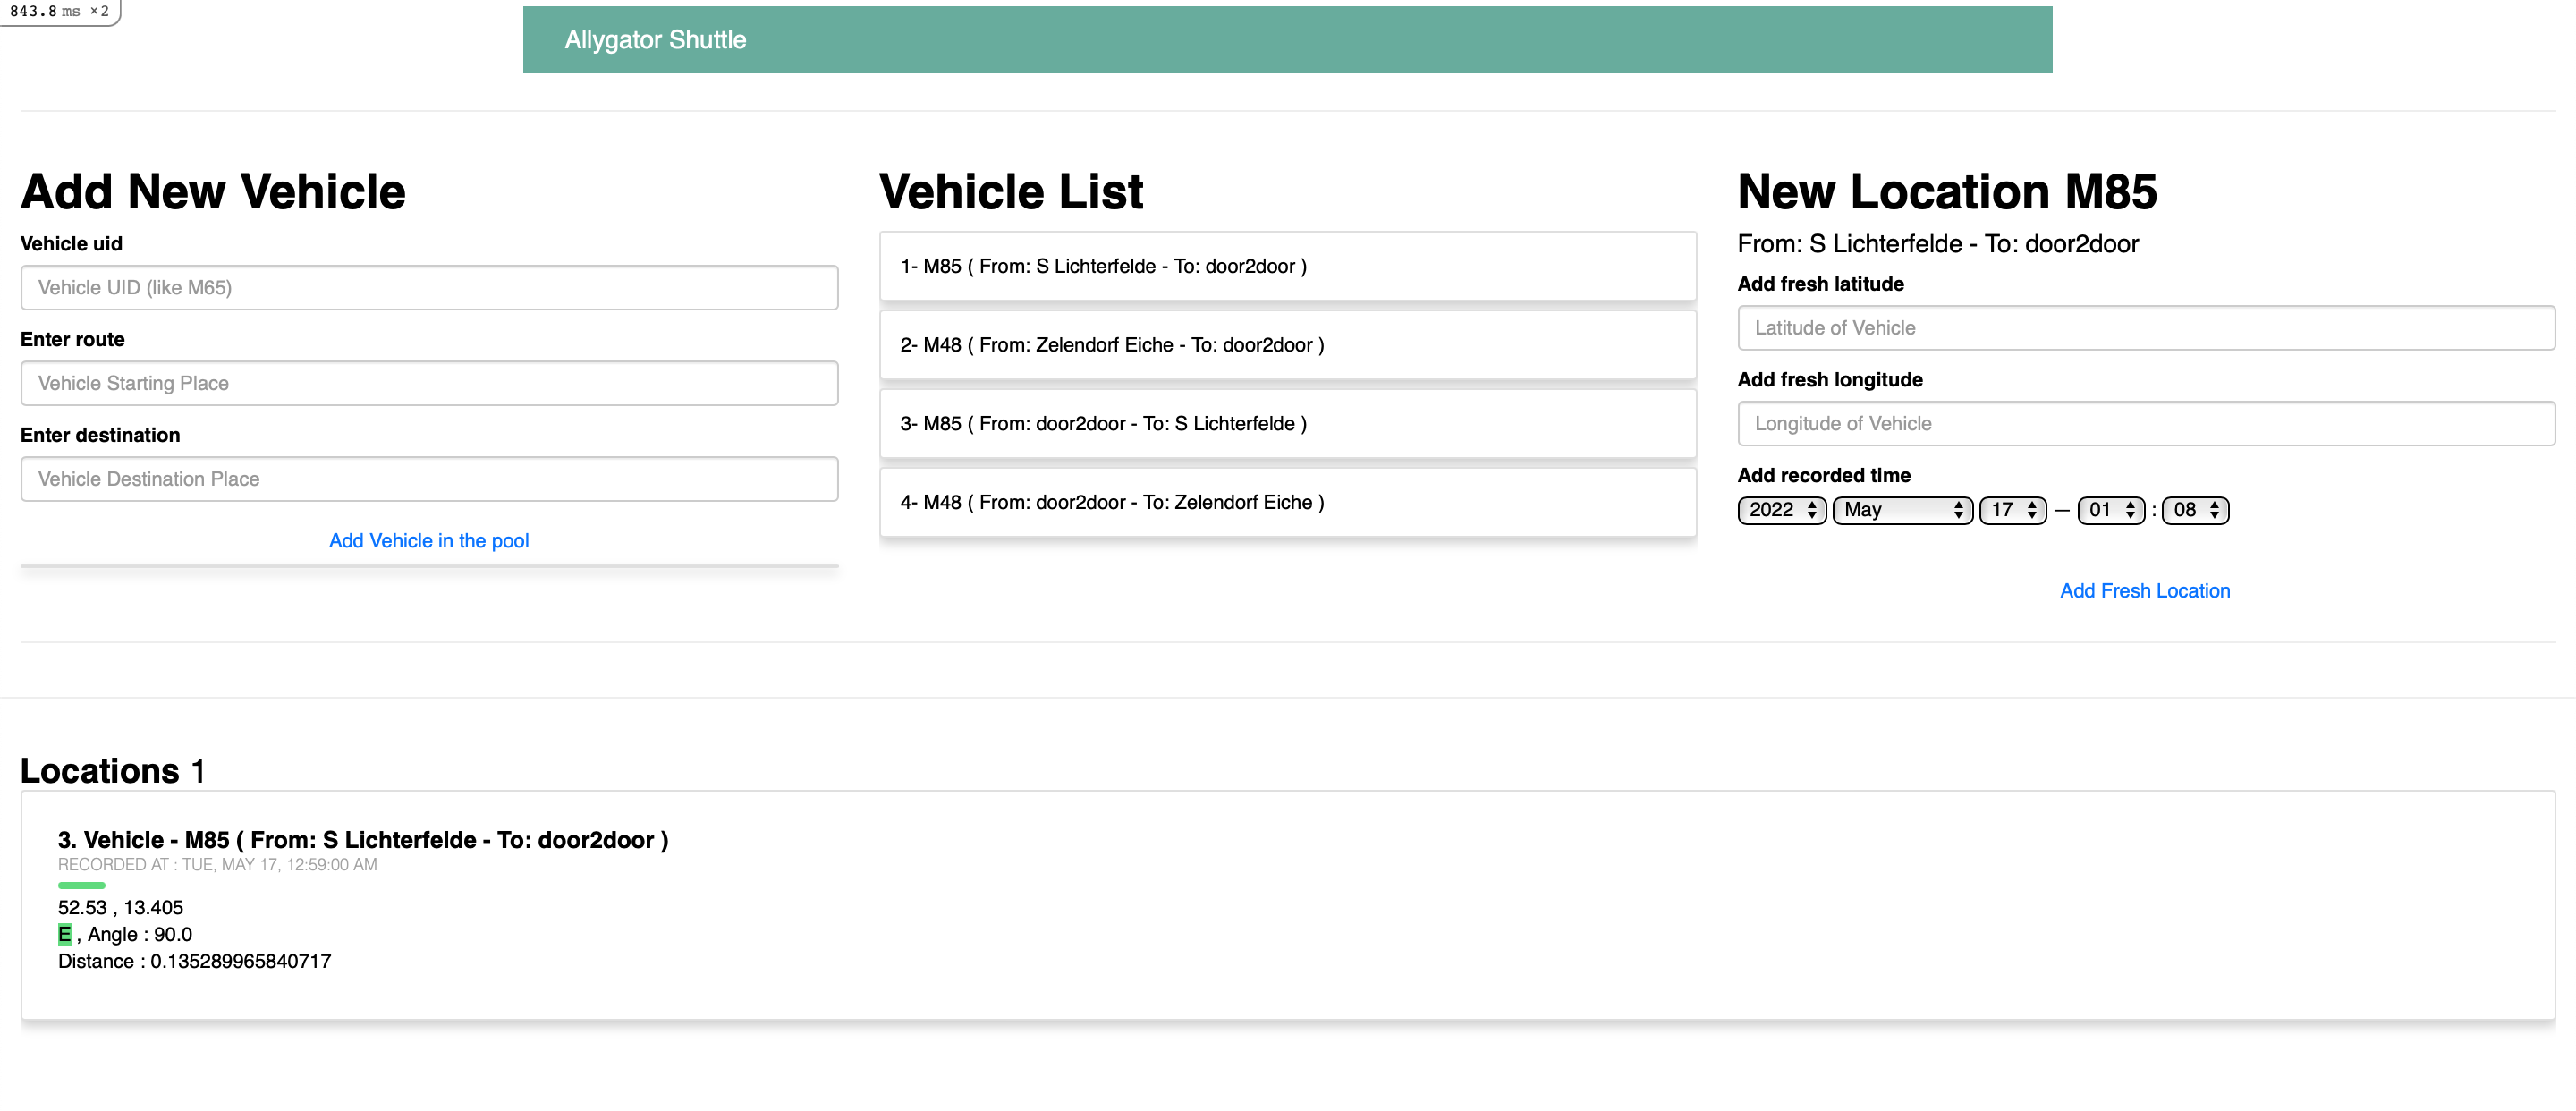 843.8 ms ×2
Allygator Shuttle
Add New Vehicle
Vehicle uid
Vehicle UID (like M65)
Enter route
Vehicle Starting Place
Enter destination
Vehicle Destination Place
Add Vehicle in the pool
Vehicle List
1- M85 ( From: S Lichterfelde - To: door2door )
2- M48 ( From: Zelendorf Eiche - To: door2door )
3- M85 ( From: door2door - To: S Lichterfelde )
4- M48 ( From: door2door - To: Zelendorf Eiche )
New Location M85
From: S Lichterfelde - To: door2door
Add fresh latitude
Latitude of Vehicle
Add fresh longitude
Longitude of Vehicle
Add recorded time
2022 May 17 — 01 : 08
Add Fresh Location
Locations 1
3. Vehicle - M85 ( From: S Lichterfelde - To: door2door )
RECORDED AT : TUE, MAY 17, 12:59:00 AM
52.53 , 13.405
E , Angle : 90.0
Distance : 0.135289965840717